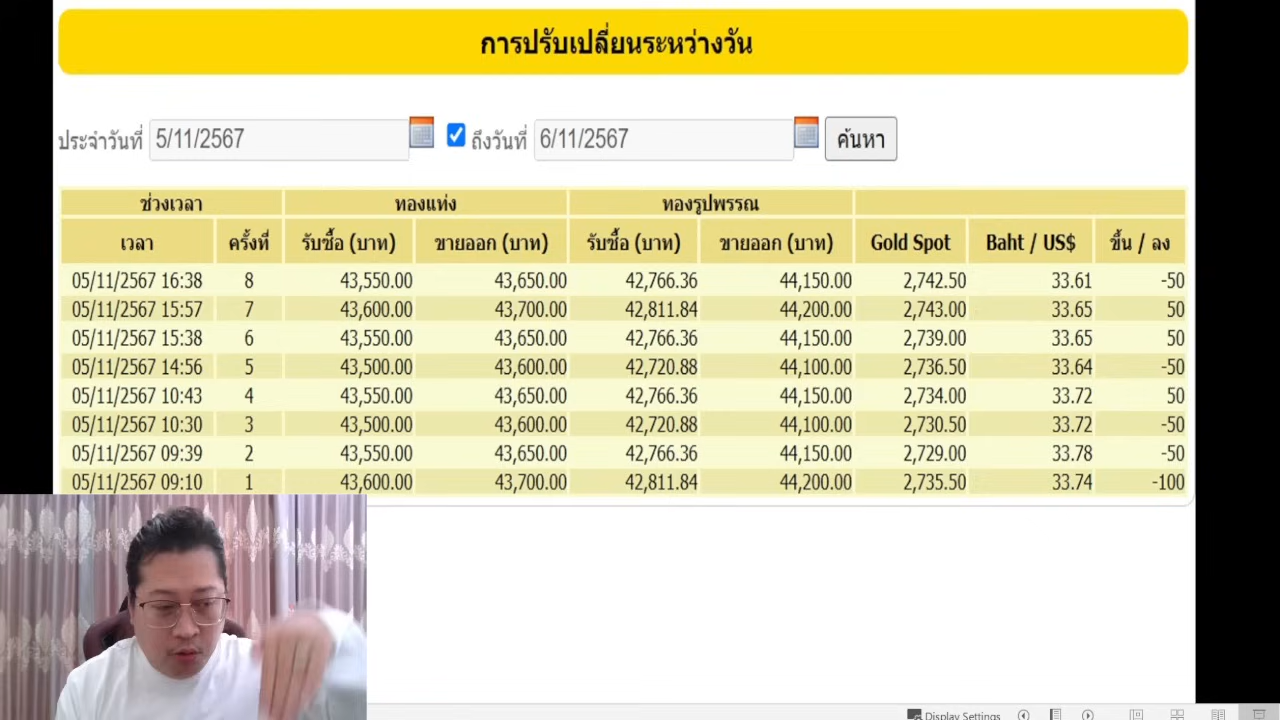 การปรับเปลี่ยนระหว่างวัน
ประจำวันที่ 5/11/2567 ถึงวันที่ 6/11/2567 ค้นหา
ช่วงเวลา ทองแท่ง ทองรูปพรรณ
เวลา ครั้งที่ รับซื้อ (บาท) ขายออก (บาท) รับซื้อ (บาท) ขายออก (บาท) Gold Spot Baht / US$ ขึ้น / ลง
05/11/2567 16:38 8 43,550.00 43,650.00 42,766.36 44,150.00 2,742.50 33.61 -50
05/11/2567 15:57 7 43,600.00 43,700.00 42,811.84 44,200.00 2,743.00 33.65 50
05/11/2567 15:38 6 43,550.00 43,650.00 42,766.36 44,150.00 2,739.00 33.65 50
05/11/2567 14:56 5 43,500.00 43,600.00 42,720.88 44,100.00 2,736.50 33.64 -50
05/11/2567 10:43 4 43,550.00 43,650.00 42,766.36 44,150.00 2,734.00 33.72 50
05/11/2567 10:30 3 43,500.00 43,600.00 42,720.88 44,100.00 2,730.50 33.72 -50
05/11/2567 09:39 2 43,550.00 43,650.00 42,766.36 44,150.00 2,729.00 33.78 -50
05/11/2567 09:10 1 43,600.00 43,700.00 42,811.84 44,200.00 2,735.50 33.74 -100
Display Settings